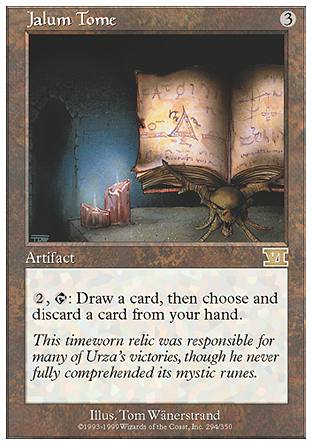 Jalum Tome 3
Artifact
2, : Draw a card, then choose and
discard a card from your hand.
This timeworn relic was responsible for
many of Urza's victories, though he never
fully comprehended its mystic runes.
Illus. Tom Wänerstrand
©1993-1999 Wizards of the Coast, Inc. 294/350